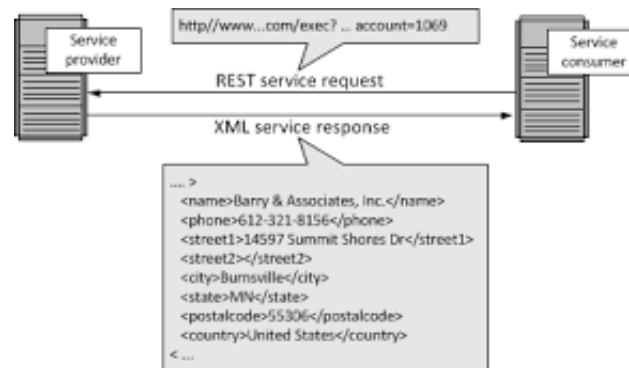 Service
provider
http//www...com/exec? ... account=1069
Service
consumer
REST service request
XML service response
.... >
<name>Barry & Associates, Inc.</name>
<phone>612-321-8156</phone>
<street1>14597 Summit Shores Dr</street1>
<street2></street2>
<city>Burnsville</city>
<state>MN</state>
<postalcode>55306</postalcode>
<country>United States</country>
< ...